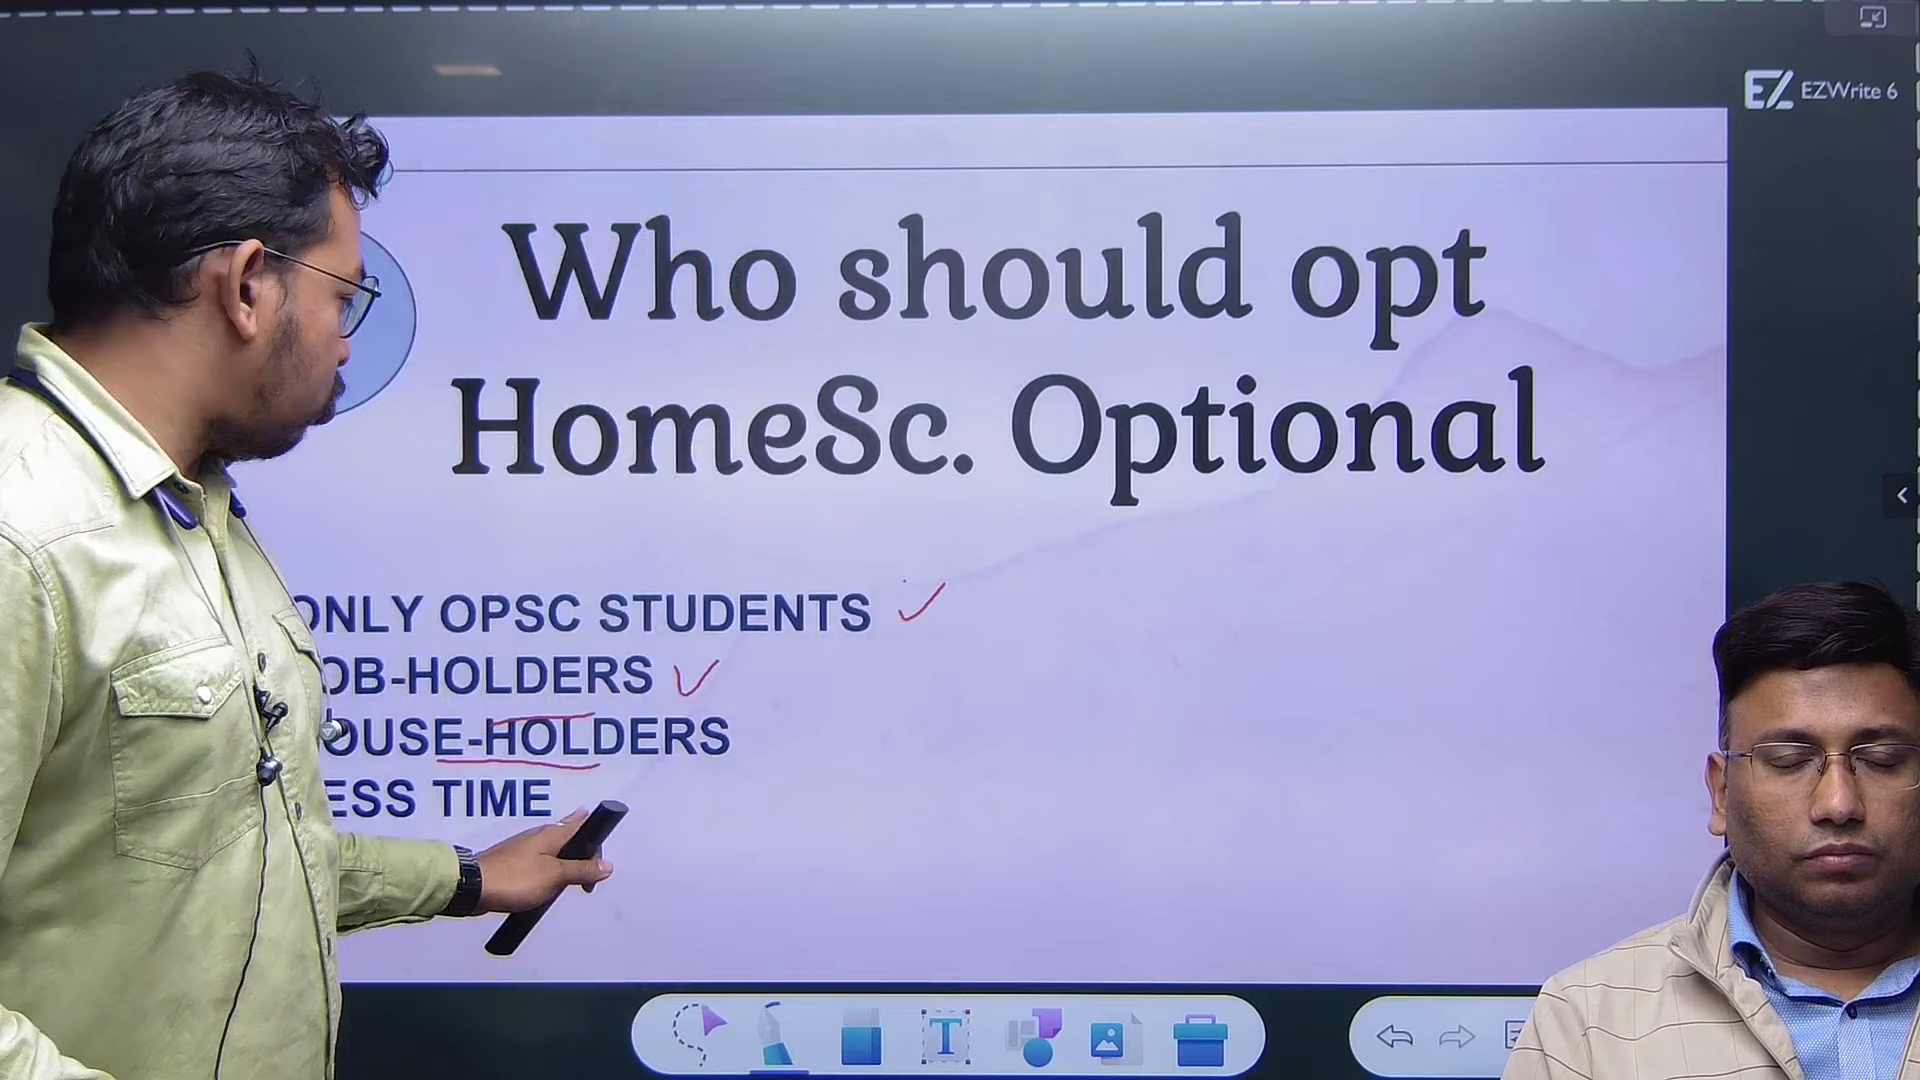 EZWrite 6
Who should opt
HomeSc. Optional
ONLY OPSC STUDENTS
OB-HOLDERS
OUSE-HOLDERS
ESS TIME